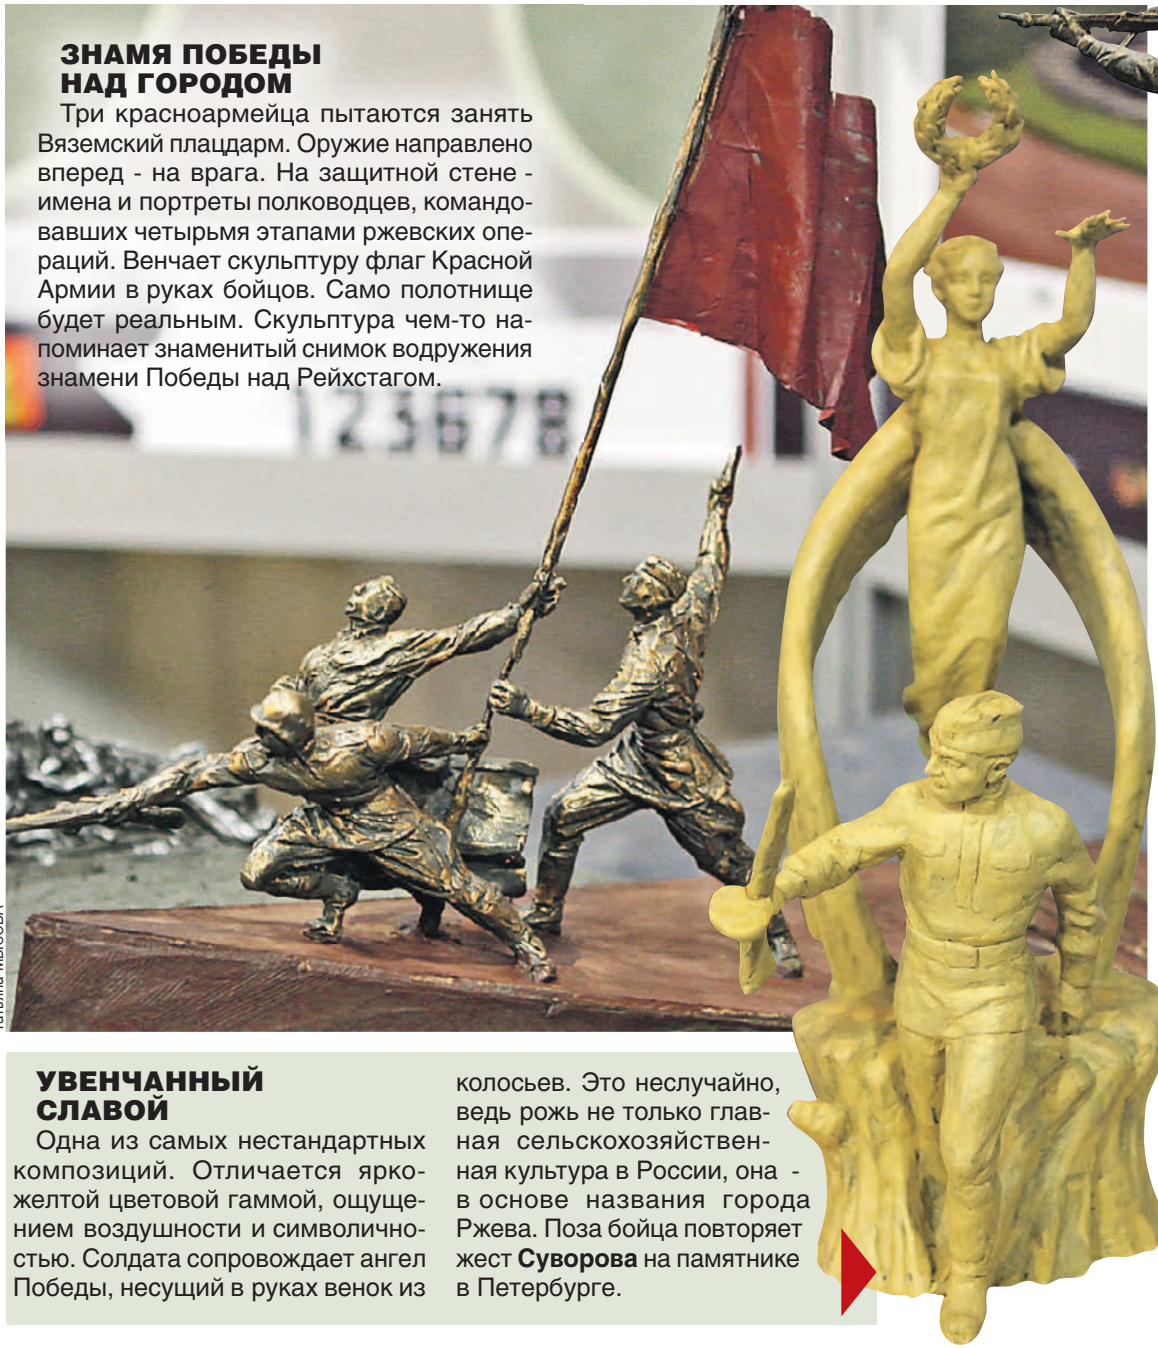 ЗНАМЯ ПОБЕДЫ
НАД ГОРОДОМ
Три красноармейца пытаются занять
Вяземский плацдарм. Оружие направлено
вперед - на врага. На защитной стене -
имена и портреты полководцев, командо-
вавших четырьмя этапами ржевских опе-
раций. Венчает скульптуру флаг Красной
Армии в руках бойцов. Само полотнище
будет реальным. Скульптура чем-то на-
поминает знаменитый снимок водружения
знамени Победы над Рейхстагом.
123678
УВЕНЧАННЫЙ
СЛАВОЙ
Одна из самых нестандартных
композиций. Отличается ярко-
желтой цветовой гаммой, ощуще-
нием воздушности и символично-
стью. Солдата сопровождает ангел
Победы, несущий в руках венок из
колосьев. Это неслучайно,
ведь рожь не только глав-
ная сельскохозяйствен-
ная культура в России, она -
в основе названия города
Ржева. Поза бойца повторяет
жест Суворова на памятнике
в Петербурге.